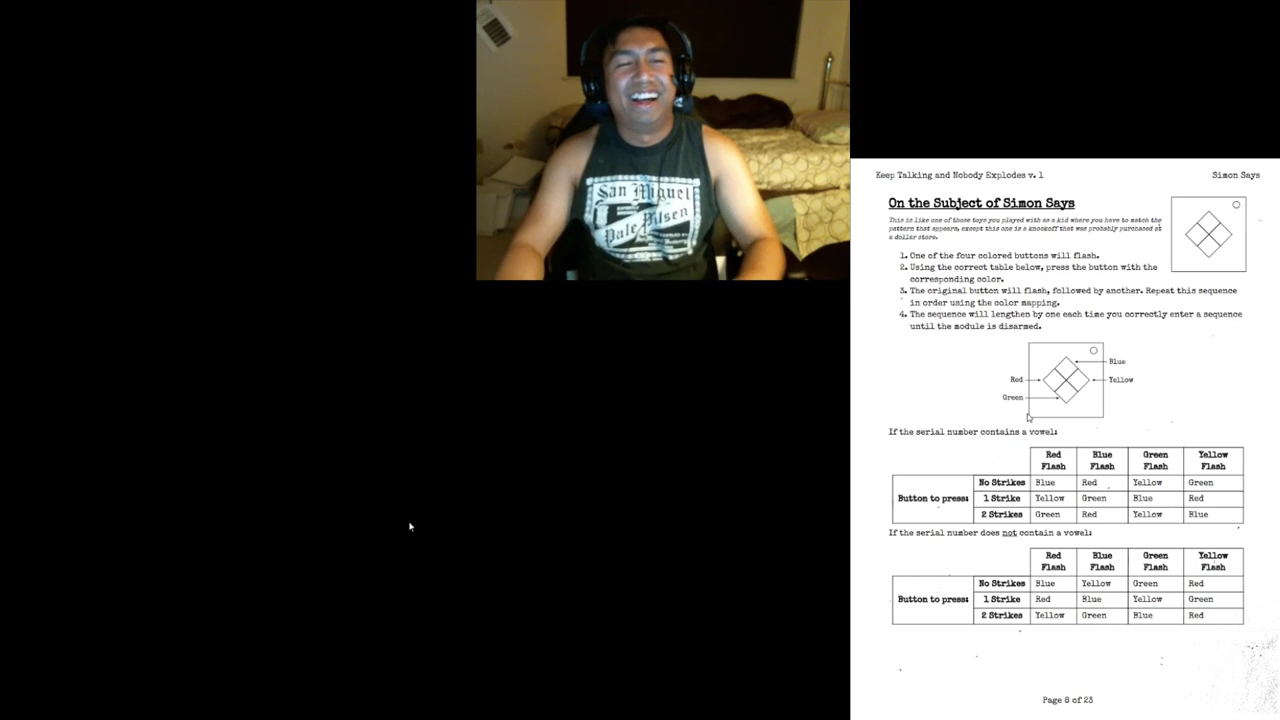 San Miguel
Pale Pilsen
Keep Talking and Nobody Explodes v. 1
Simon Says
On the Subject of Simon Says
This is like one of those toys you played with as a kid where you have to match the
pattern that appears, except this one is a knockoff that was probably purchased at
a dollar store.
1. One of the four colored buttons will flash.
2. Using the correct table below, press the button with the
corresponding color.
3. The original button will flash, followed by another. Repeat this sequence
in order using the color mapping.
4. The sequence will lengthen by one each time you correctly enter a sequence
until the module is disarmed.
Blue
Red
Yellow
Green
If the serial number contains a vowel:
Red Flash Blue Flash Green Flash Yellow Flash
Button to press:
No Strikes Blue Red Yellow Green
1 Strike Yellow Green Blue Red
2 Strikes Green Red Yellow Blue
If the serial number does not contain a vowel:
Red Flash Blue Flash Green Flash Yellow Flash
Button to press:
No Strikes Blue Yellow Green Red
1 Strike Red Blue Yellow Green
2 Strikes Yellow Green Blue Red
Page 8 of 23